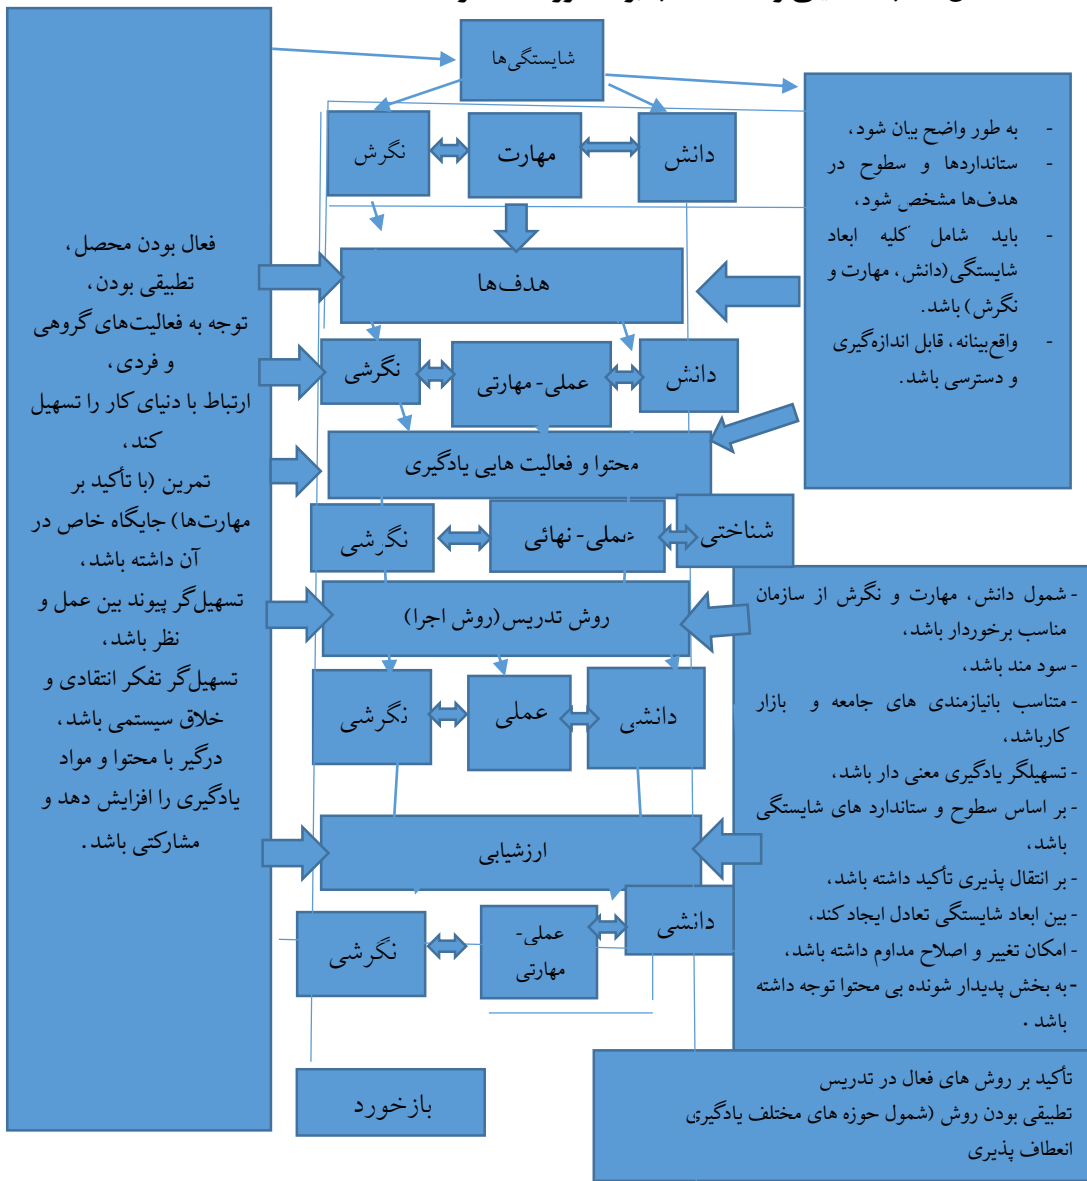 شایستگی‌ها
دانش
مهارت
نگرش
هدف‌ها
دانش
عملی- مهارتی
نگرشی
محتوا و فعالیت هایی یادگیری
شناختی
عملی- نهائی
نگرشی
روش تدریس(روش اجرا)
دانشی
عملی
نگرشی
ارزشیابی
دانشی
عملی-
مهارتی
نگرشی
بازخورد
- به طور واضح بیان شود،
- ستانداردها و سطوح در
هدف‌ها مشخص شود،
- باید شامل کلیه ابعاد
شایستگی(دانش، مهارت و
نگرش) باشد.
- واقع‌بینانه، قابل اندازه‌گیری
و دسترسی باشد.
- شمول دانش، مهارت و نگرش از سازمان
مناسب برخوردار باشد،
- سود مند باشد،
- متناسب بانیازمندی های جامعه و بازار
کارباشد،
- تسهیلگر یادگیری معنی دار باشد،
- بر اساس سطوح و ستاندارد های شایستگی
باشد،
- بر انتقال پذیری تأکید داشته باشد،
- بین ابعاد شایستگی تعادل ایجاد کند،
- امکان تغییر و اصلاح مداوم داشته باشد،
- به بخش پدیدار شونده بی محتوا توجه داشته
باشد.
تأکید بر روش های فعال در تدریس
تطبیقی بودن روش (شمول حوزه های مختلف یادگیری
انعطاف پذیری
فعال بودن محصل،
تطبیقی بودن،
توجه به فعالیت‌های گروهی
و فردی،
ارتباط با دنیای کار را تسهیل
کند،
تمرین (با تأکید بر
مهارت‌ها) جایگاه خاص در
آن داشته باشد،
تسهیل‌گر پیوند بین عمل و
نظر باشد،
تسهیل‌گر تفکر انتقادی و
خلاق سیستمی باشد،
درگیر با محتوا و مواد
یادگیری را افزایش دهد و
مشارکتی باشد.